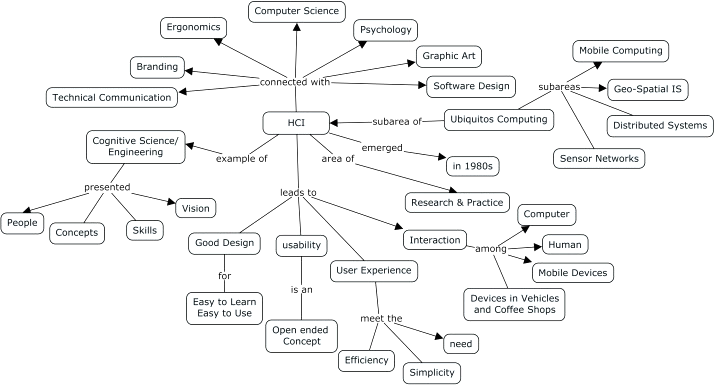 Computer Science
Ergonomics
Psychology
Graphic Art
Branding
connected with
Software Design
Technical Communication
Mobile Computing
subareas
Geo-Spatial IS
Distributed Systems
Sensor Networks
HCI
subarea of
Ubiquitos Computing
Cognitive Science/
Engineering
example of
area of
emerged
in 1980s
Research & Practice
presented
People
Concepts
Skills
Vision
leads to
Good Design
usability
User Experience
Interaction
among
Computer
Human
Mobile Devices
Devices in Vehicles
and Coffee Shops
for
Easy to Learn
Easy to Use
is an
Open ended
Concept
meet the
need
Efficiency
Simplicity